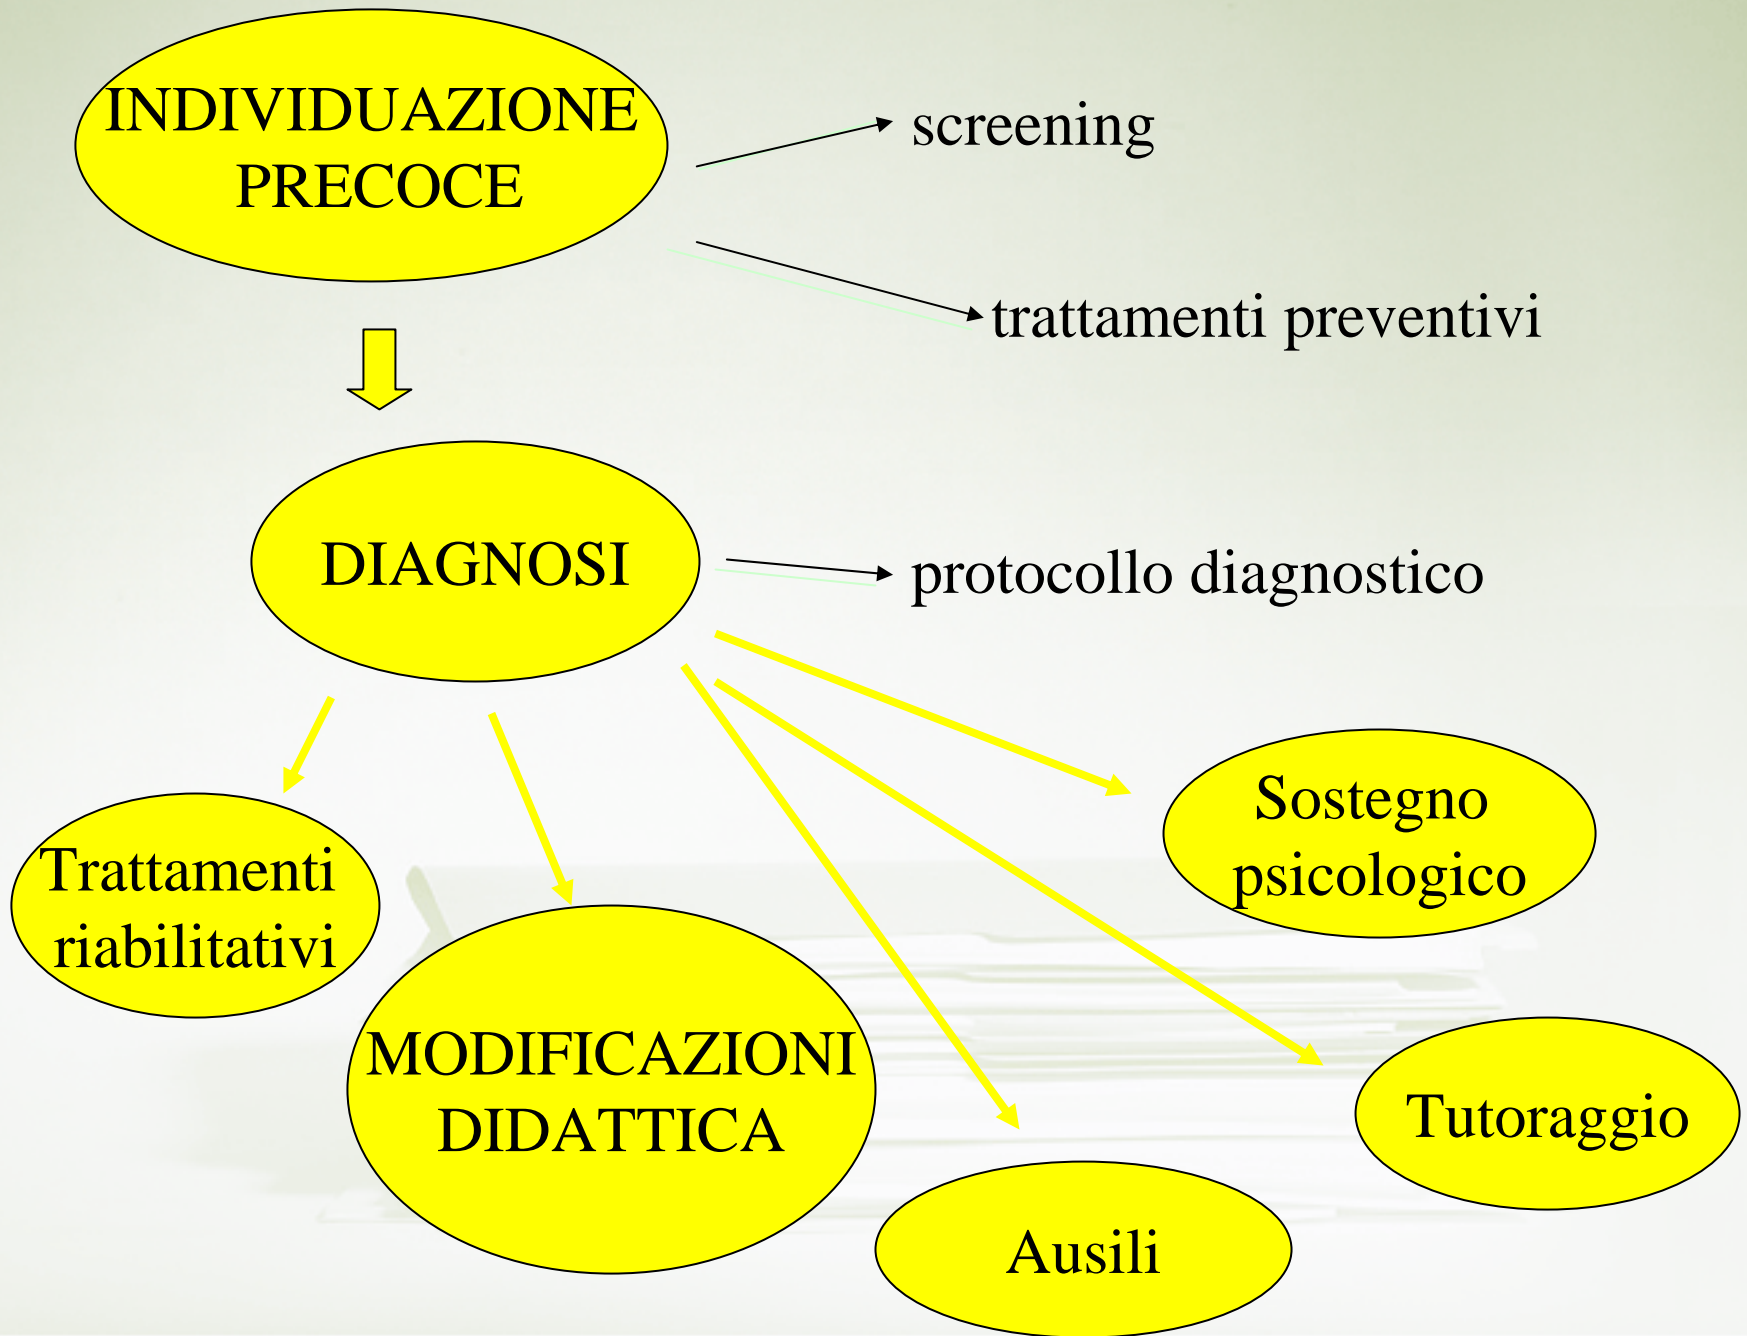 INDIVIDUAZIONE
PRECOCE
screening
trattamenti preventivi
DIAGNOSI
protocollo diagnostico
Sostegno
psicologico
Trattamenti
riabilitativi
MODIFICAZIONI
DIDATTICA
Tutoraggio
Ausili